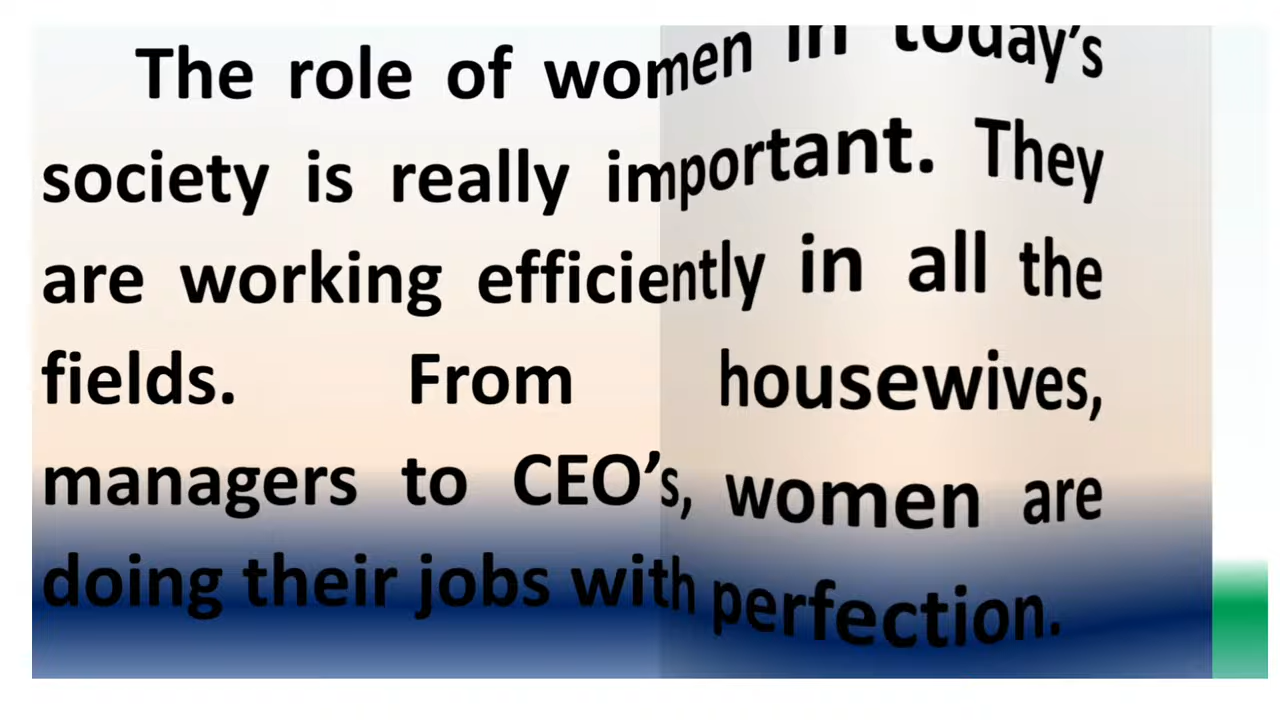 The role of women in today’s
society is really important. They
are working efficiently in all the
fields. From housewives,
managers to CEO’s, women are
doing their jobs with perfection.